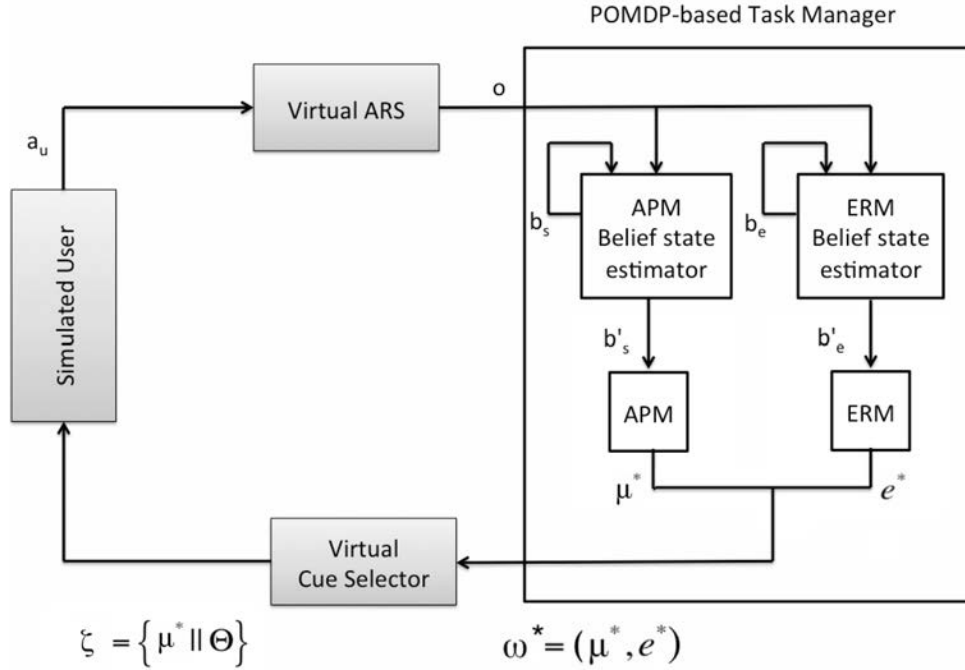 POMDP-based Task Manager
Virtual ARS
o
a_u
Simulated User
b_s
APM
Belief state
estimator
b_e
ERM
Belief state
estimator
b'_s
b'_e
APM
ERM
μ*
e*
Virtual
Cue Selector
ζ = {μ* || Θ}
ω* = (μ*, e*)